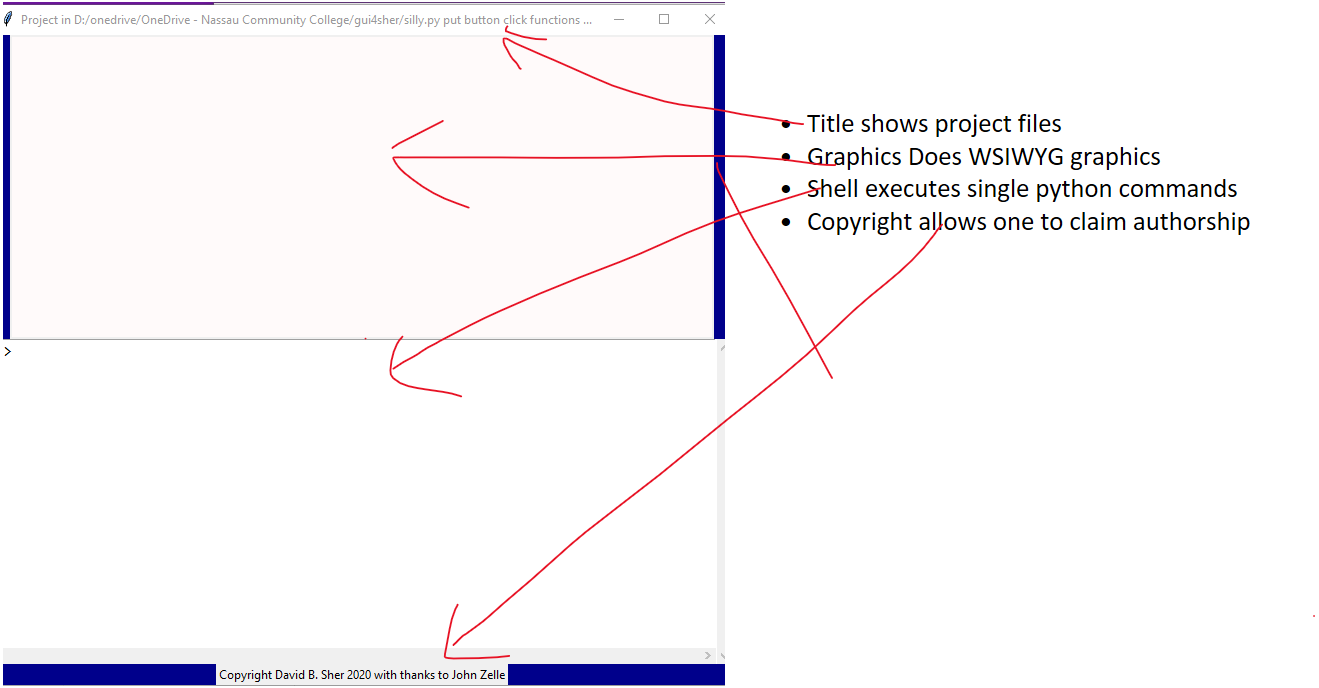 Project in D:/onedrive/OneDrive - Nassau Community College/gui4sher/silly.py put button click functions ...
• Title shows project files
• Graphics Does WSIWYG graphics
• Shell executes single python commands
• Copyright allows one to claim authorship
>
Copyright David B. Sher 2020 with thanks to John Zelle